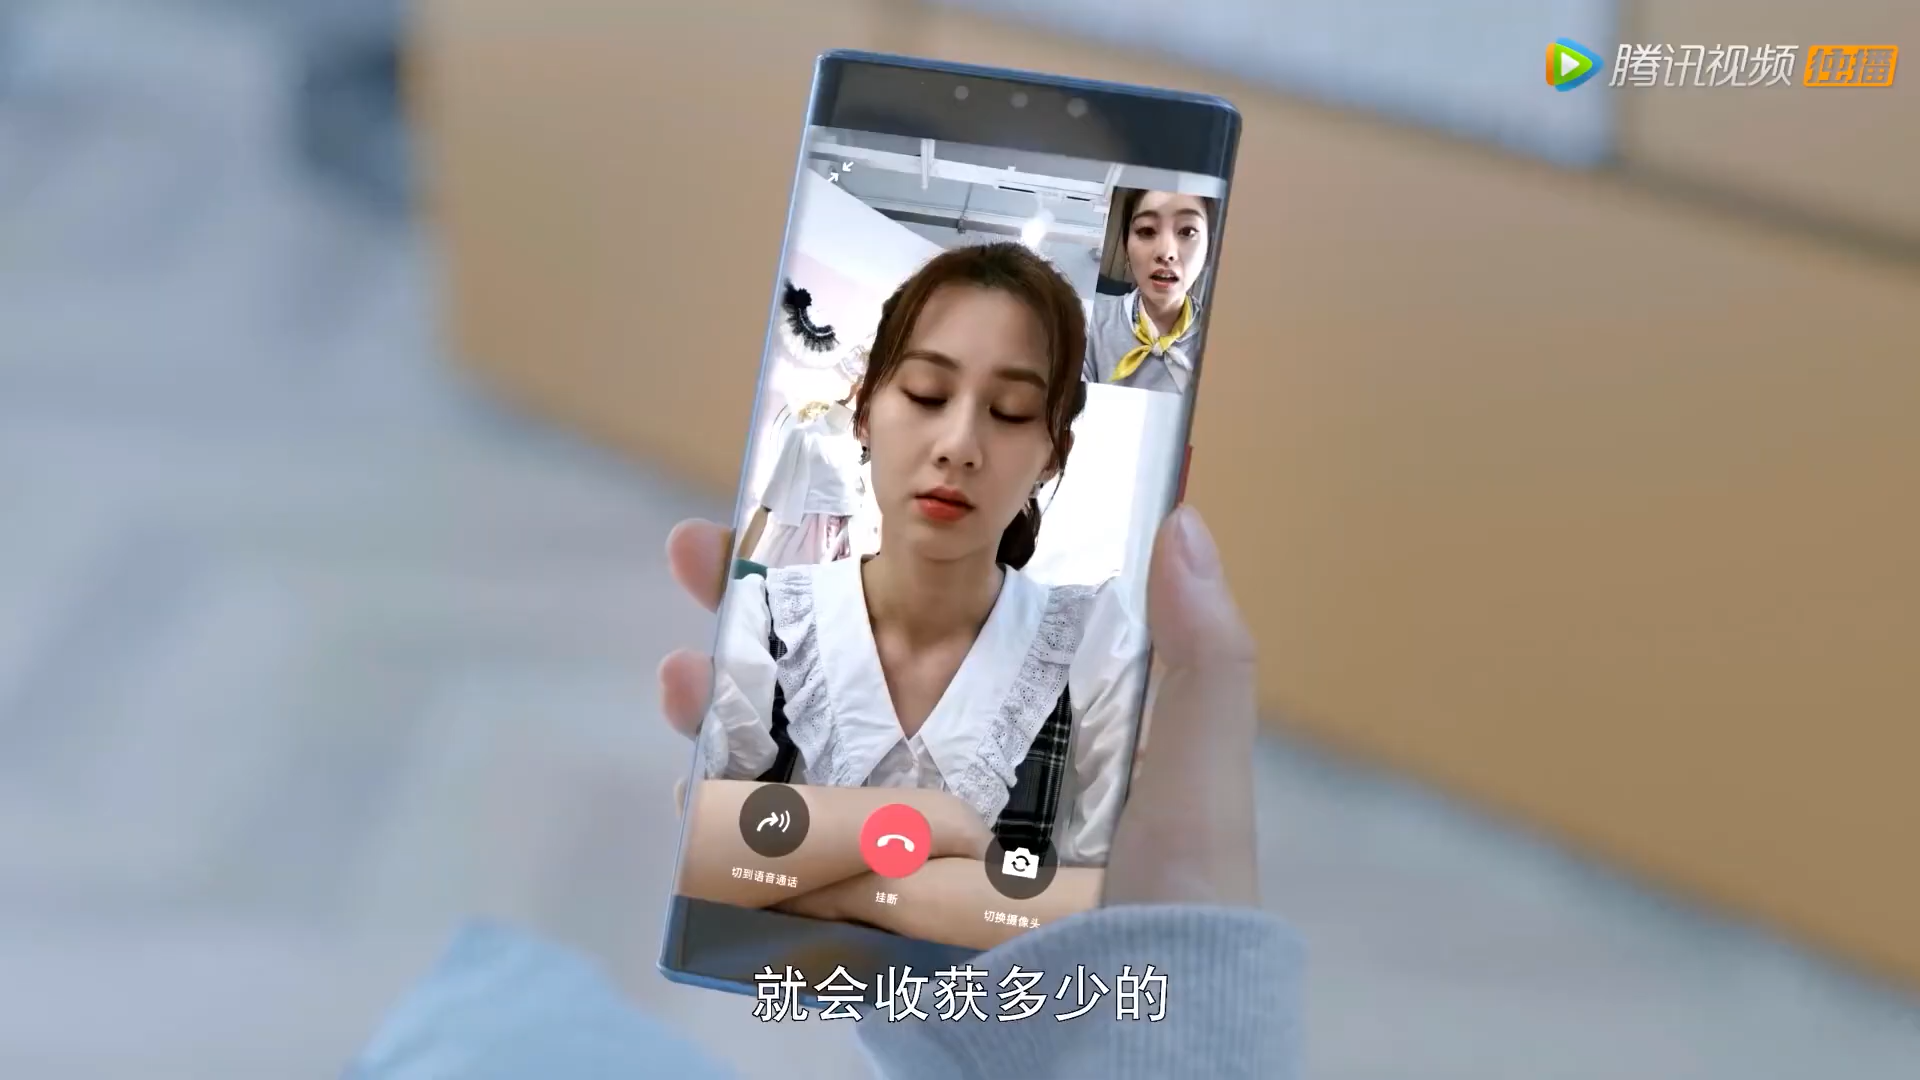 腾讯视频 独播
切到语音通话
挂断
切换摄像头
就会收获多少的